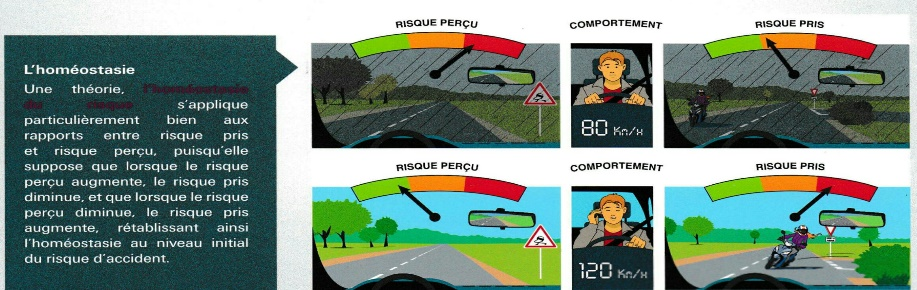 L'homéostasie
Une théorie, l'homéostasie
du risque s'applique
particulièrement bien aux
rapports entre risque pris
et risque perçu, puisqu'elle
suppose que lorsque le risque
perçu augmente, le risque pris
diminue, et que lorsque le risque
perçu diminue, le risque pris
augmente, rétablissant ainsi
l'homéostasie au niveau initial
du risque d'accident.
RISQUE PERÇU
COMPORTEMENT
RISQUE PRIS
80 Km/H
RISQUE PERÇU
COMPORTEMENT
RISQUE PRIS
120 Km/H